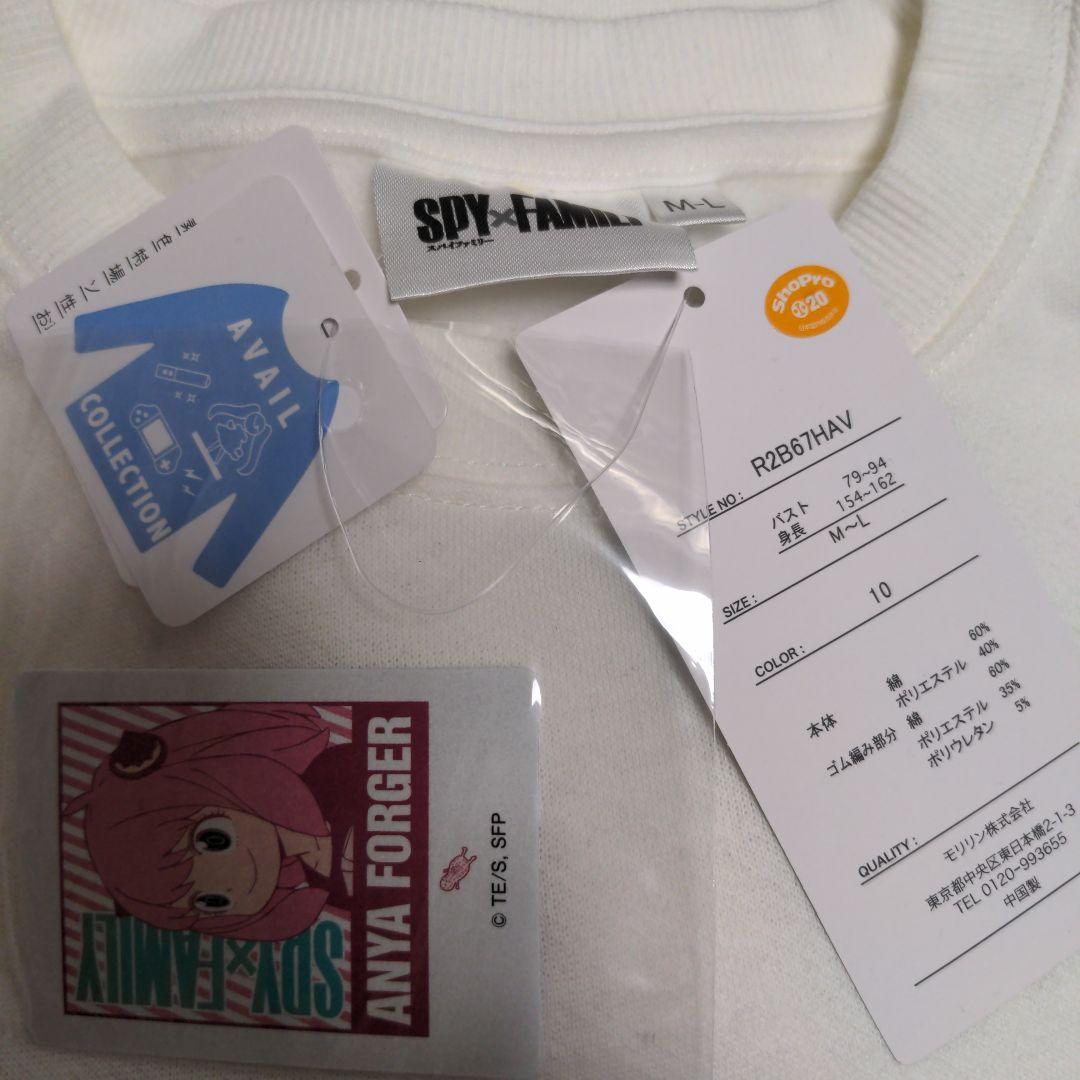 SPY×FAMILY
スパイファミリー
M-L
AVAIL
COLLECTION
ShoPro
20
STYLE NO: R2B67HAV
バスト 79~94
身長 154~162
SIZE: M~L
COLOR: 10
本体 綿 60%
ポリエステル 40%
ゴム編み部分 綿 60%
ポリエステル 35%
ポリウレタン 5%
QUALITY:
モリリン株式会社
東京都中央区東日本橋2-1-3
TEL 0120-993655
中国製
SPY×FAMILY
ANYA FORGER
© TE/S, SFP